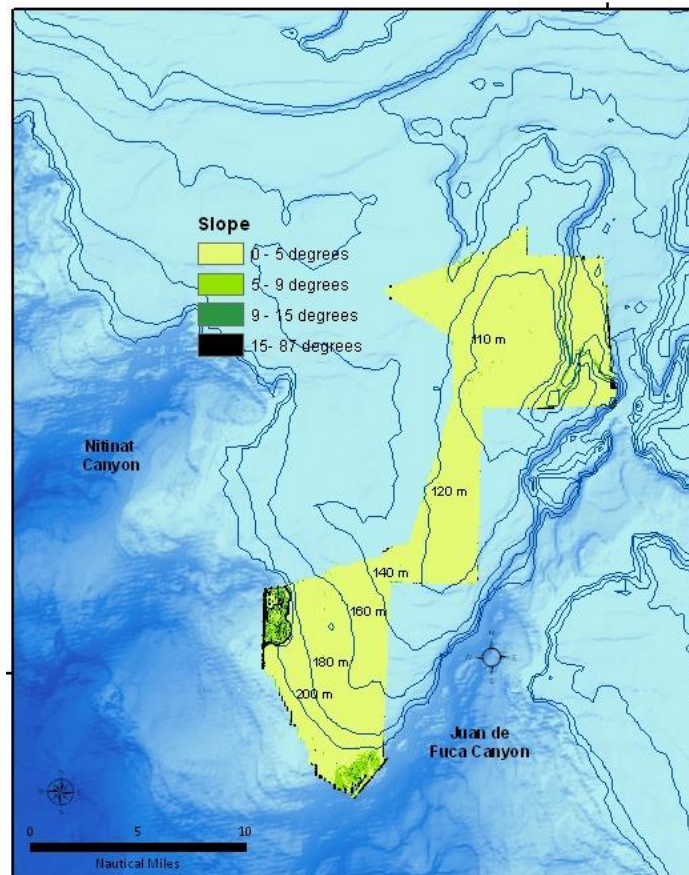 Slope
0 - 5 degrees
5 - 9 degrees
9 - 15 degrees
15- 87 degrees
110 m
Nitinat
Canyon
120 m
140 m
160 m
180 m
200 m
Juan de
Fuca Canyon
0 5 10
Nautical Miles